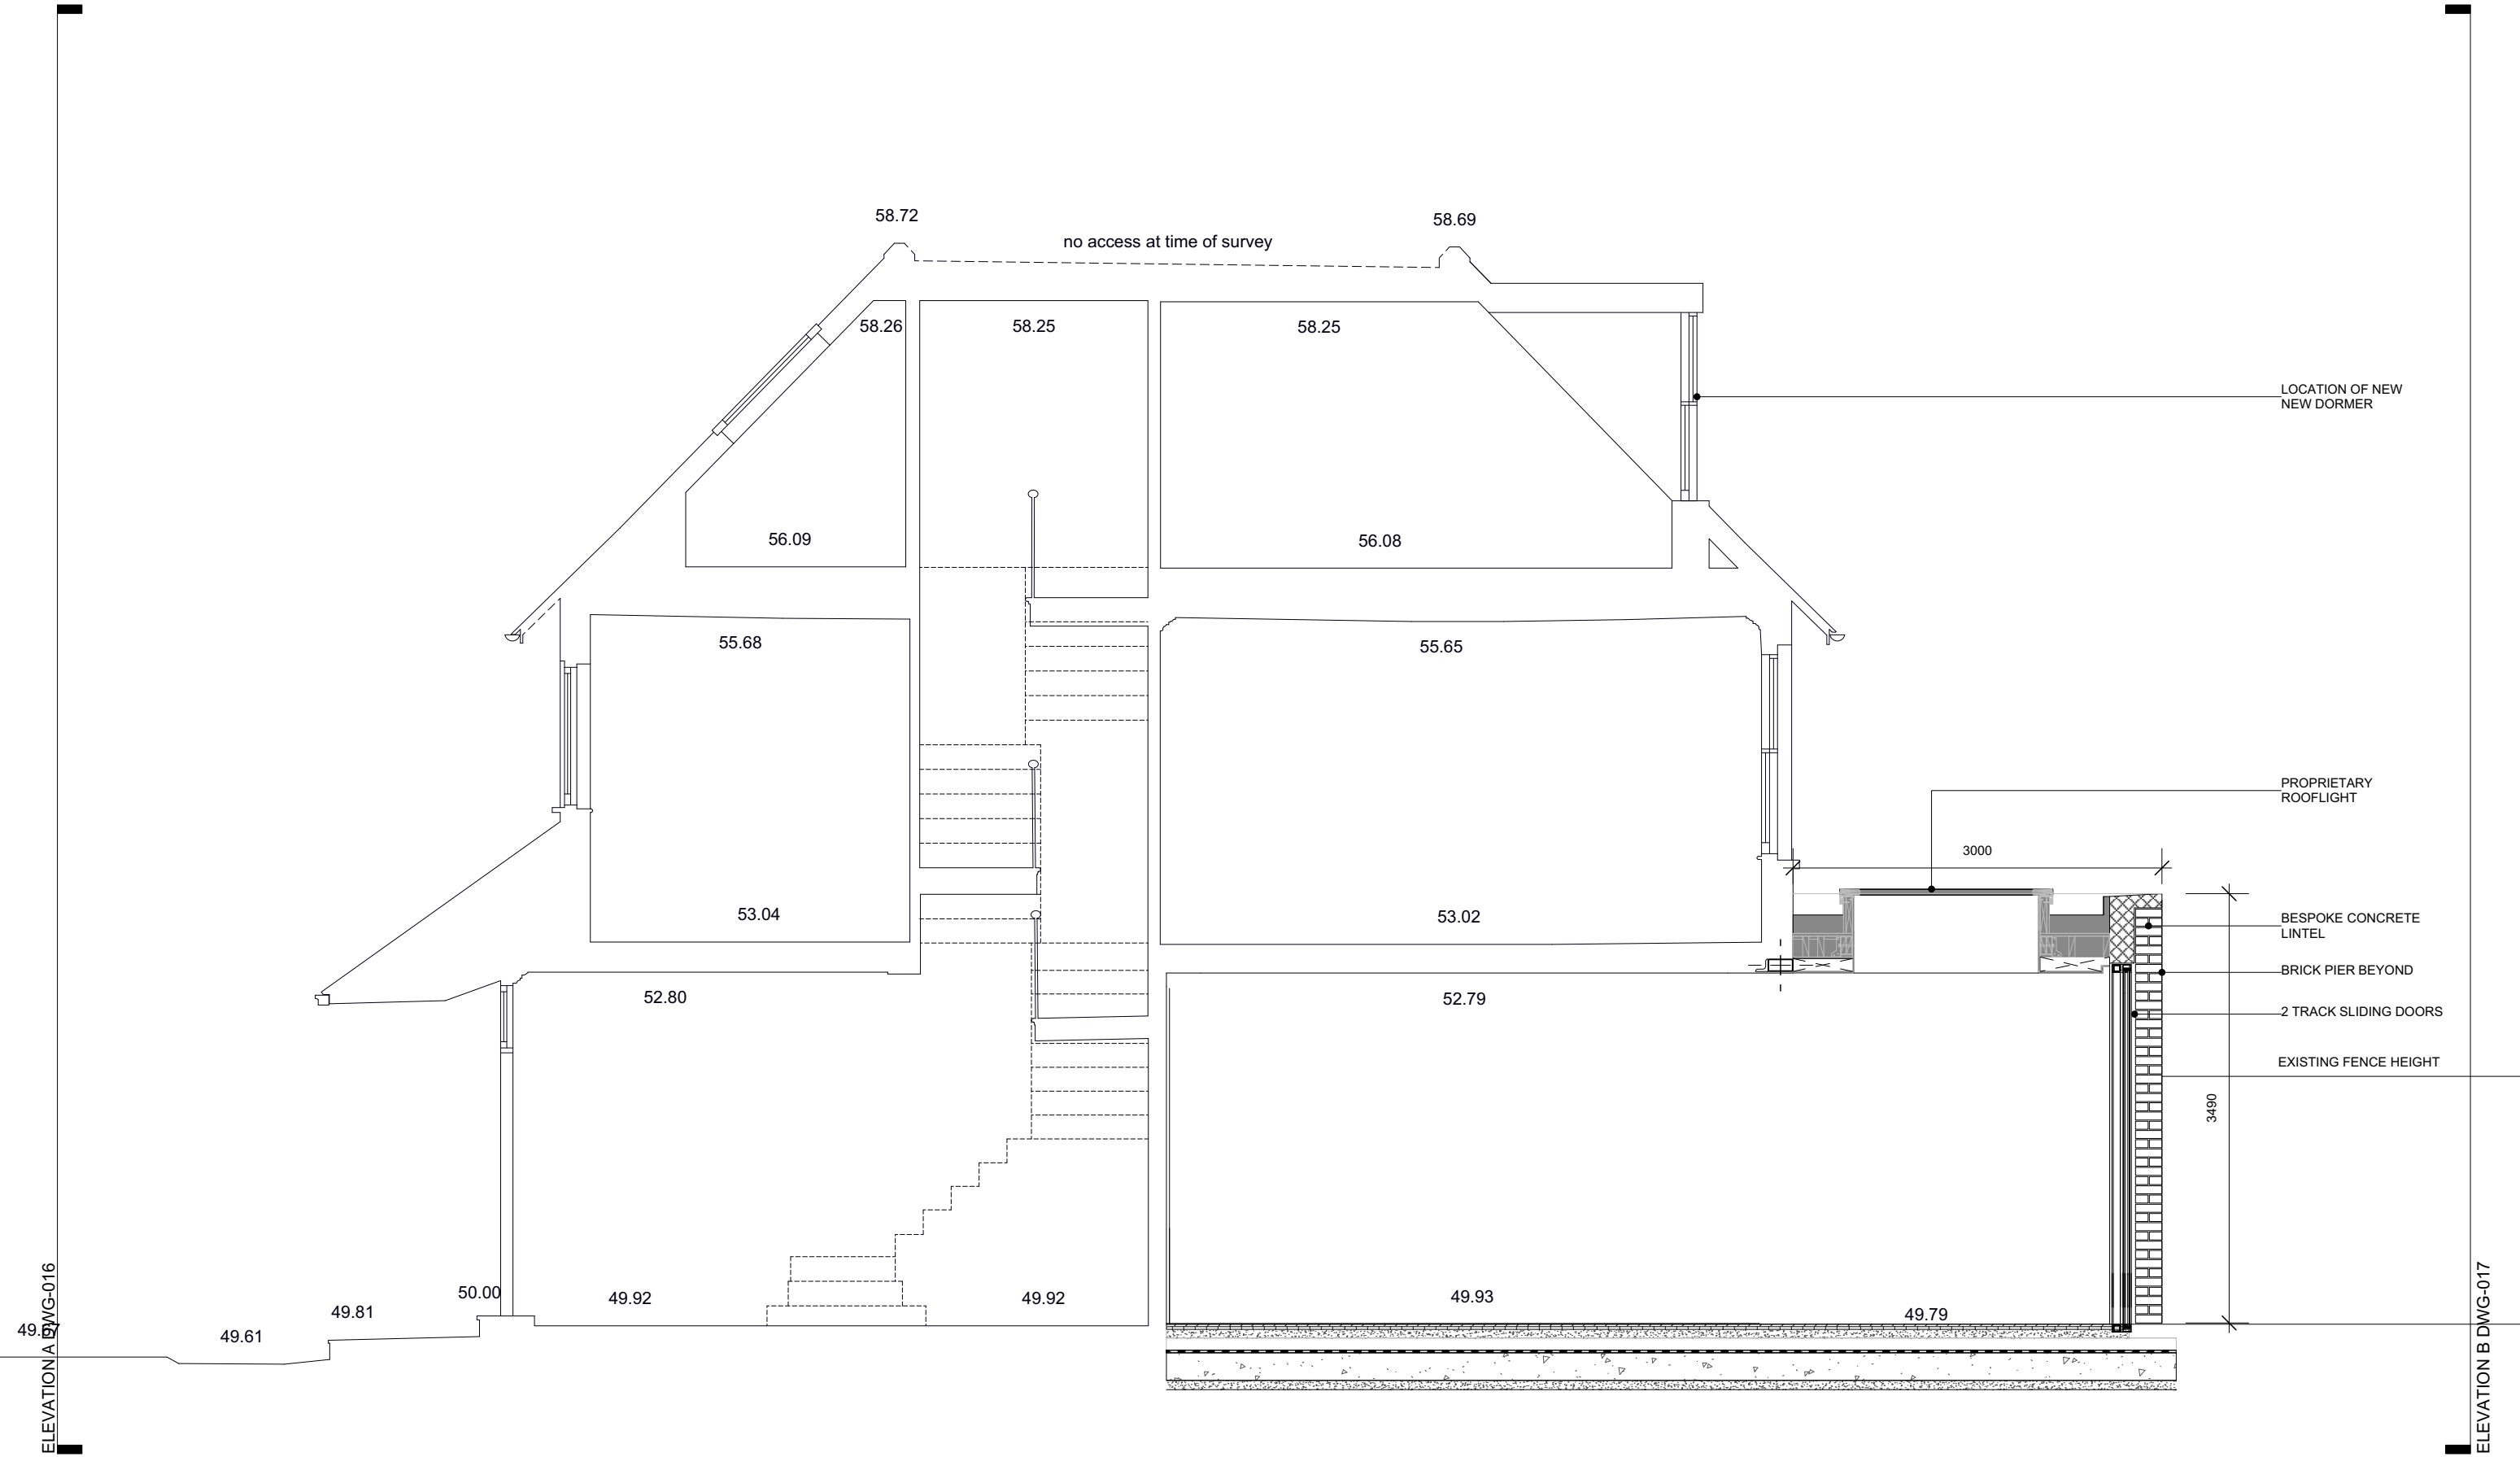 58.72
58.69
no access at time of survey
58.26
58.25
58.25
LOCATION OF NEW
NEW DORMER
56.09
56.08
55.68
55.65
PROPRIETARY
ROOFLIGHT
3000
53.04
53.02
BESPOKE CONCRETE
LINTEL
BRICK PIER BEYOND
52.80
52.79
2 TRACK SLIDING DOORS
EXISTING FENCE HEIGHT
3490
50.00
49.92
49.92
49.93
49.81
49.79
49.61
ELEVATION A DWG-016
ELEVATION B DWG-017